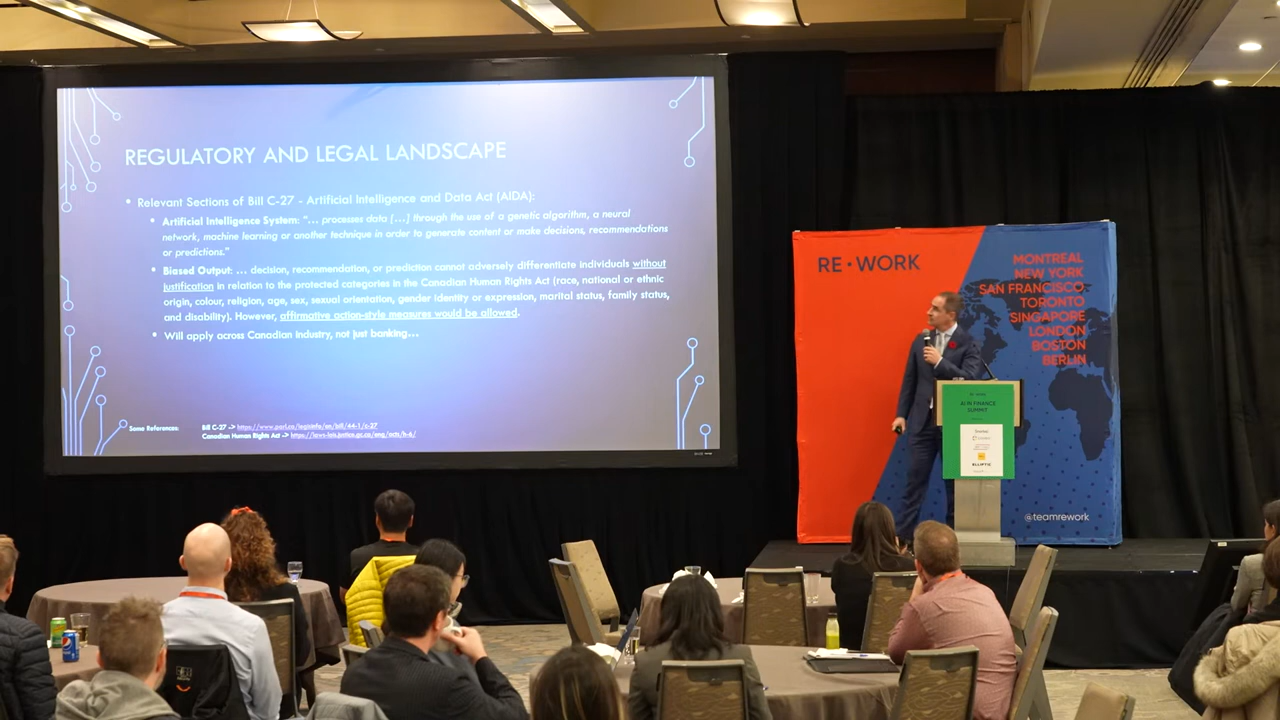 REGULATORY AND LEGAL LANDSCAPE
• Relevant Sections of Bill C-27 - Artificial Intelligence and Data Act (AIDA):
• Artificial Intelligence System: "… processes data […] through the use of a genetic algorithm, a neural
network, machine learning or another technique in order to generate content or make decisions, recommendations
or predictions."
• Biased Output: … decision, recommendation, or prediction cannot adversely differentiate individuals without
justification in relation to the protected categories in the Canadian Human Rights Act (race, national or ethnic
origin, colour, religion, age, sex, sexual orientation, gender identity or expression, marital status, family status,
and disability). However, affirmative action-style measures would be allowed.
• Will apply across Canadian industry, not just banking…
Some References:
Bill C-27 -> https://www.parl.ca/legisinfo/en/bill/44-1/c-27
Canadian Human Rights Act -> https://laws-lois.justice.gc.ca/eng/acts/h-6/
RE•WORK
MONTREAL
NEW YORK
SAN FRANCISCO
TORONTO
SINGAPORE
LONDON
BOSTON
BERLIN
@teamrework
RE•WORK
AI IN FINANCE
SUMMIT
ELLIPTIC